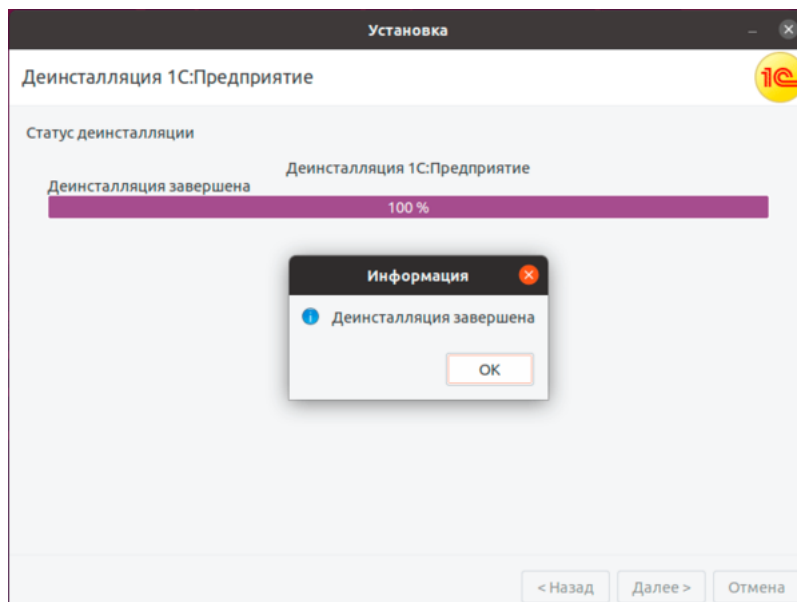 Установка
Деинсталляция 1С:Предприятие
1С
Статус деинсталляции
Деинсталляция 1С:Предприятие
Деинсталляция завершена
100 %
Информация
Деинсталляция завершена
ОК
< Назад
Далее >
Отмена